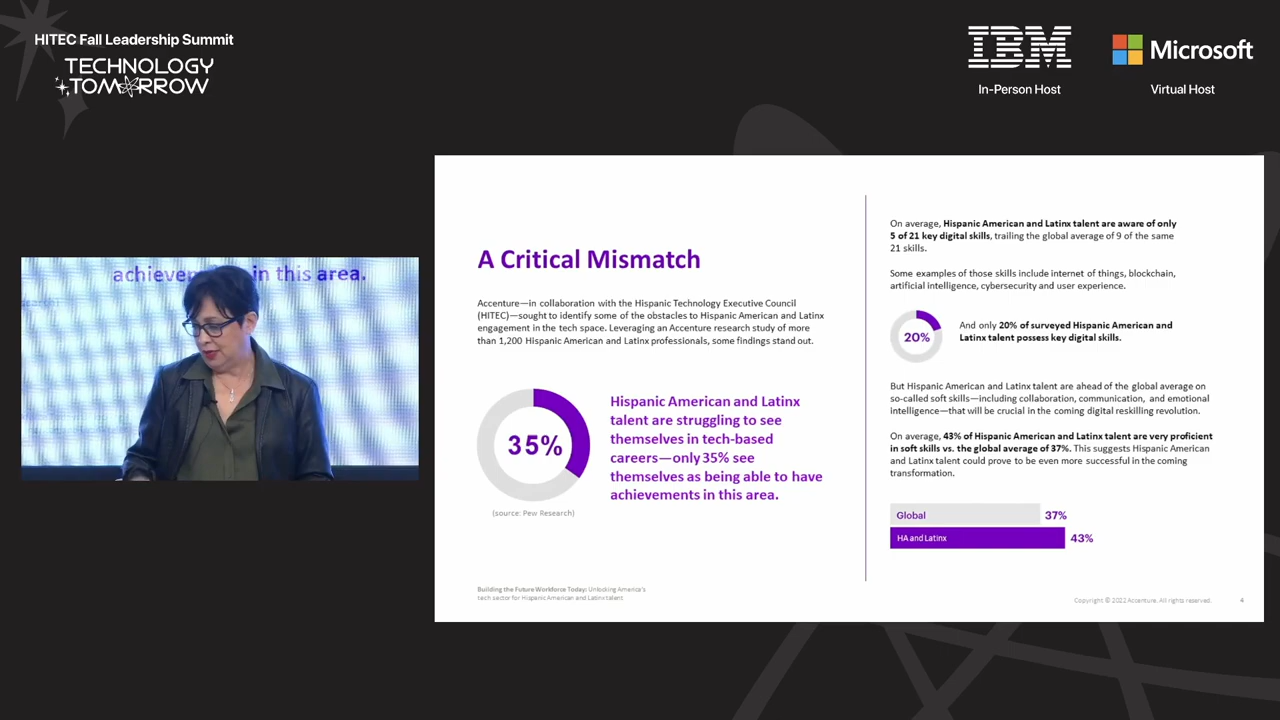 HITEC Fall Leadership Summit
TECHNOLOGY
TOMORROW
IBM
In-Person Host
Microsoft
Virtual Host
achievem in this area.
A Critical Mismatch
Accenture—in collaboration with the Hispanic Technology Executive Council
(HITEC)—sought to identify some of the obstacles to Hispanic American and Latinx
engagement in the tech space. Leveraging an Accenture research study of more
than 1,200 Hispanic American and Latinx professionals, some findings stand out.
35%
(source: Pew Research)
Hispanic American and Latinx
talent are struggling to see
themselves in tech-based
careers—only 35% see
themselves as being able to have
achievements in this area.
Building the Future Workforce Today: Unlocking America's
tech sector for Hispanic American and Latinx talent
On average, Hispanic American and Latinx talent are aware of only
5 of 21 key digital skills, trailing the global average of 9 of the same
21 skills.
Some examples of those skills include internet of things, blockchain,
artificial intelligence, cybersecurity and user experience.
20%
And only 20% of surveyed Hispanic American and
Latinx talent possess key digital skills.
But Hispanic American and Latinx talent are ahead of the global average on
so-called soft skills—including collaboration, communication, and emotional
intelligence—that will be crucial in the coming digital reskilling revolution.
On average, 43% of Hispanic American and Latinx talent are very proficient
in soft skills vs. the global average of 37%. This suggests Hispanic American
and Latinx talent could prove to be even more successful in the coming
transformation.
Global 37%
HA and Latinx 43%
Copyright © 2022 Accenture. All rights reserved. 4